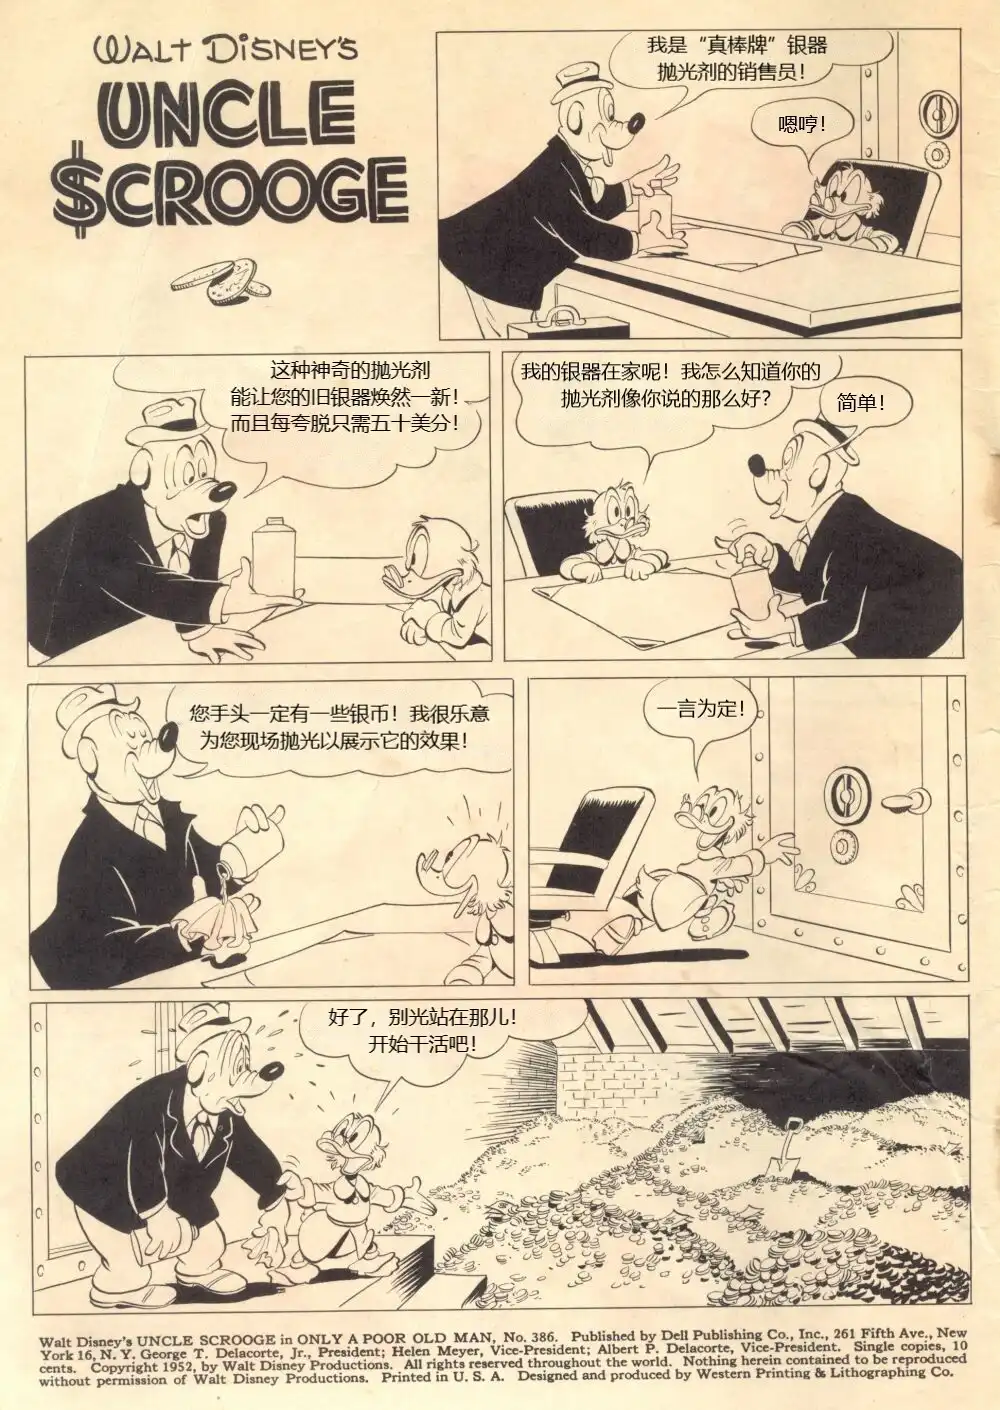 WALT DISNEY'S
UNCLE
$CROOGE
我是“真棒牌”银器
抛光剂的销售员！
嗯哼！
这种神奇的抛光剂
能让您的旧银器焕然一新！
而且每夸脱只需五十美分！
我的银器在家呢！我怎么知道你的
抛光剂像你说的那么好？
简单！
您手头一定有一些银币！我很乐意
为您现场抛光以展示它的效果！
一言为定！
好了，别光站在那儿！
开始干活吧！
Walt Disney's UNCLE SCROOGE in ONLY A POOR OLD MAN, No. 386. Published by Dell Publishing Co., Inc., 261 Fifth Ave., New
York 16, N. Y. George T. Delacorte, Jr., President; Helen Meyer, Vice-President; Albert P. Delacorte, Vice-President. Single copies, 10
cents. Copyright 1952, by Walt Disney Productions. All rights reserved throughout the world. Nothing herein contained to be reproduced
without permission of Walt Disney Productions. Printed in U. S. A. Designed and produced by Western Printing & Lithographing Co.